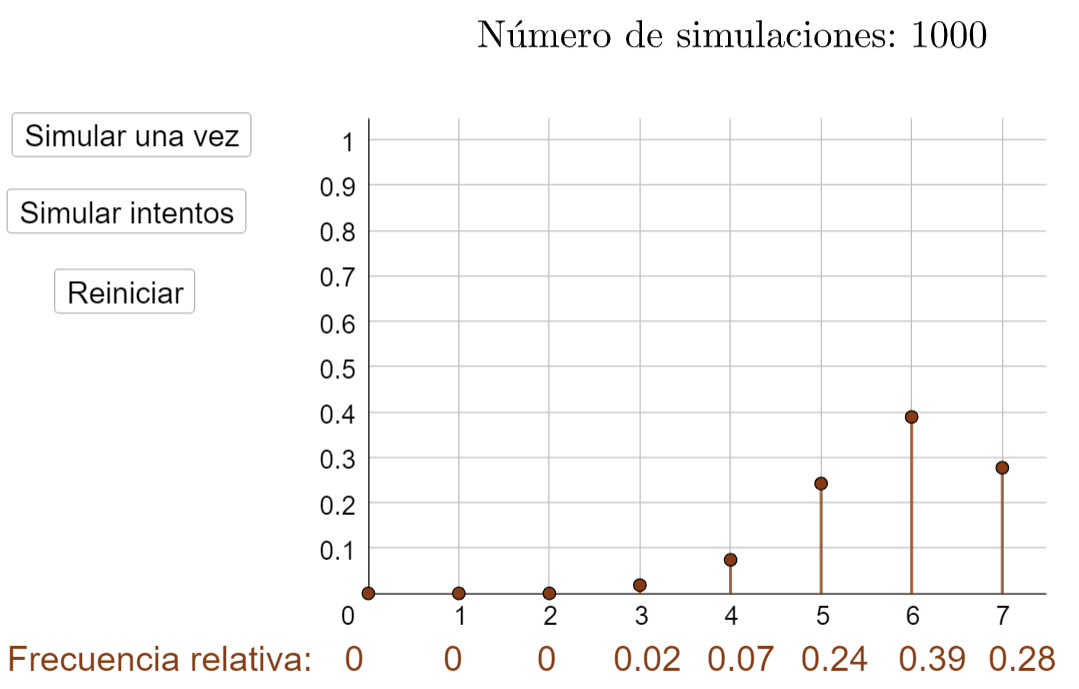 Número de simulaciones: 1000
Simular una vez
Simular intentos
Reiniciar
1
0.9
0.8
0.7
0.6
0.5
0.4
0.3
0.2
0.1
0 1 2 3 4 5 6 7
Frecuencia relativa: 0 0 0 0.02 0.07 0.24 0.39 0.28